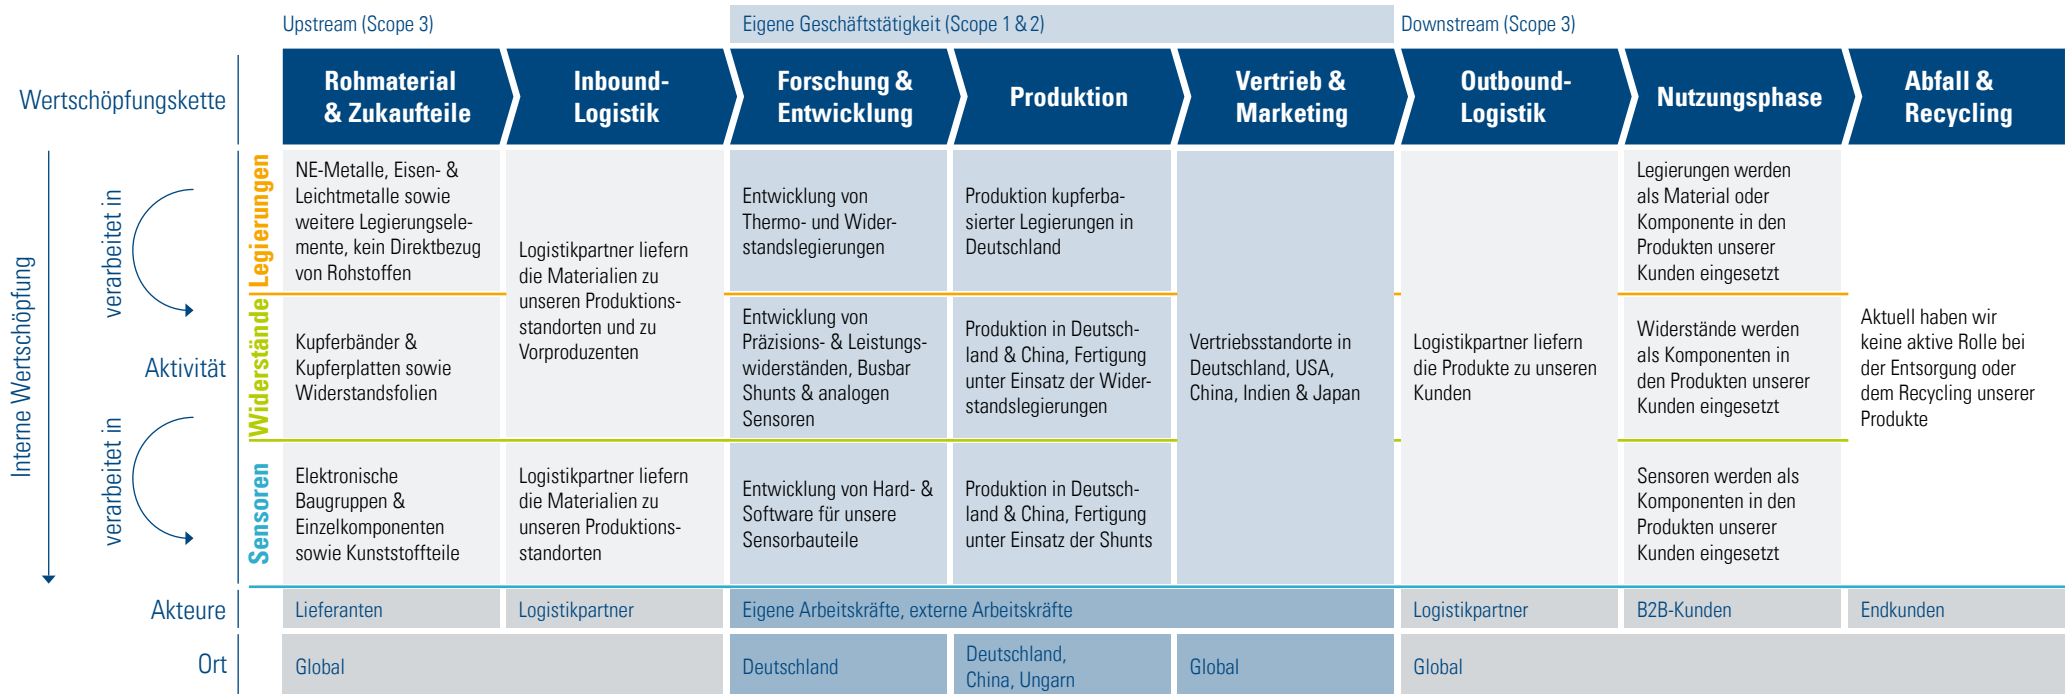 Upstream (Scope 3)
Eigene Geschäftstätigkeit (Scope 1 & 2)
Downstream (Scope 3)
Wertschöpfungskette
Rohmaterial
& Zukaufteile
Inbound-
Logistik
Forschung &
Entwicklung
Produktion
Vertrieb &
Marketing
Outbound-
Logistik
Nutzungsphase
Abfall &
Recycling
Interne Wertschöpfung
verarbeitet in
verarbeitet in
Aktivität
Legierungen
NE-Metalle, Eisen- &
Leichtmetalle sowie
weitere Legierungsele-
mente, kein Direktbezug
von Rohstoffen
Logistikpartner liefern
die Materialien zu
unseren Produktions-
standorten und zu
Vorproduzenten
Entwicklung von
Thermo- und Wider-
standslegierungen
Produktion kupferba-
sierter Legierungen in
Deutschland
Vertriebsstandorte in
Deutschland, USA,
China, Indien & Japan
Logistikpartner liefern
die Produkte zu unseren
Kunden
Legierungen werden
als Material oder
Komponente in den
Produkten unserer
Kunden eingesetzt
Aktuell haben wir
keine aktive Rolle bei
der Entsorgung oder
dem Recycling unserer
Produkte
Widerstände
Kupferbänder &
Kupferplatten sowie
Widerstandsfolien
Entwicklung von
Präzisions- & Leistungs-
widerständen, Busbar
Shunts & analogen
Sensoren
Produktion in Deutsch-
land & China, Fertigung
unter Einsatz der Wider-
standslegierungen
Widerstände werden
als Komponenten in
den Produkten unserer
Kunden eingesetzt
Sensoren
Elektronische
Baugruppen &
Einzelkomponenten
sowie Kunststoffteile
Logistikpartner liefern
die Materialien zu
unseren Produktions-
standorten
Entwicklung von Hard- &
Software für unsere
Sensorbauteile
Produktion in Deutsch-
land & China, Fertigung
unter Einsatz der Shunts
Sensoren werden als
Komponenten in den
Produkten unserer
Kunden eingesetzt
Akteure
Lieferanten
Logistikpartner
Eigene Arbeitskräfte, externe Arbeitskräfte
Logistikpartner
B2B-Kunden
Endkunden
Ort
Global
Deutschland
Deutschland,
China, Ungarn
Global
Global